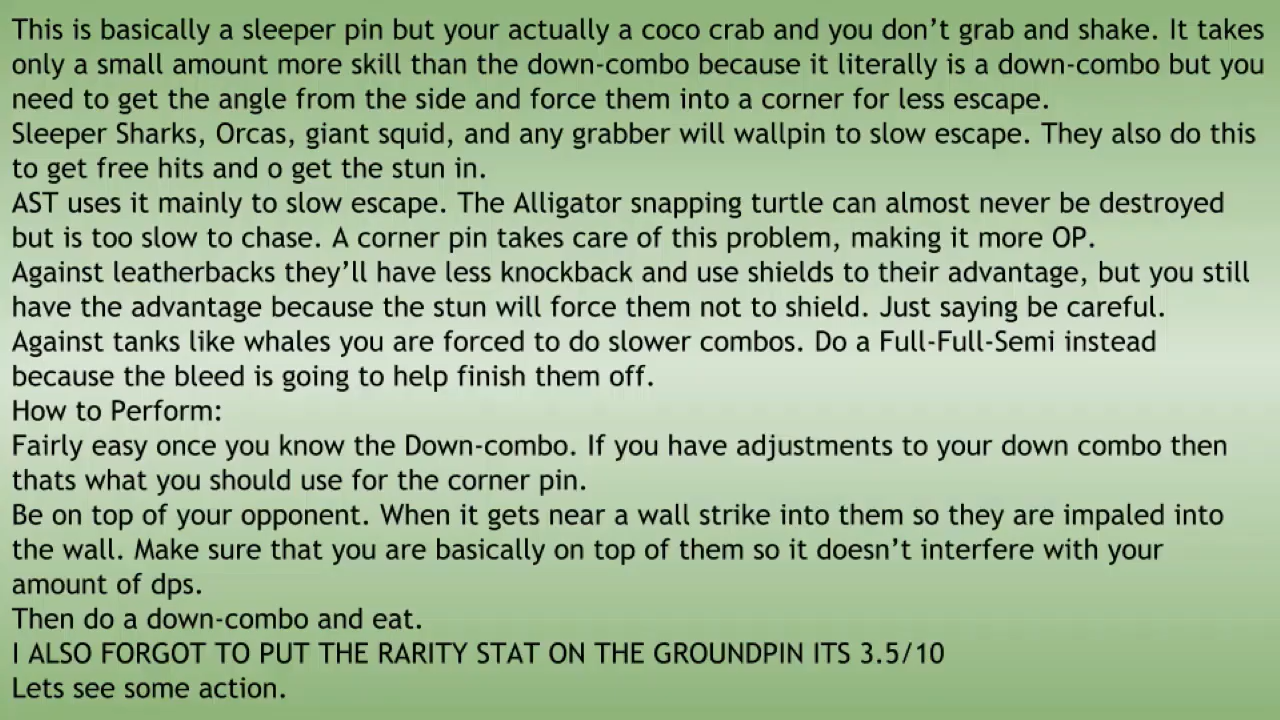 This is basically a sleeper pin but your actually a coco crab and you don’t grab and shake. It takes
only a small amount more skill than the down-combo because it literally is a down-combo but you
need to get the angle from the side and force them into a corner for less escape.
Sleeper Sharks, Orcas, giant squid, and any grabber will wallpin to slow escape. They also do this
to get free hits and o get the stun in.
AST uses it mainly to slow escape. The Alligator snapping turtle can almost never be destroyed
but is too slow to chase. A corner pin takes care of this problem, making it more OP.
Against leatherbacks they’ll have less knockback and use shields to their advantage, but you still
have the advantage because the stun will force them not to shield. Just saying be careful.
Against tanks like whales you are forced to do slower combos. Do a Full-Full-Semi instead
because the bleed is going to help finish them off.
How to Perform:
Fairly easy once you know the Down-combo. If you have adjustments to your down combo then
thats what you should use for the corner pin.
Be on top of your opponent. When it gets near a wall strike into them so they are impaled into
the wall. Make sure that you are basically on top of them so it doesn’t interfere with your
amount of dps.
Then do a down-combo and eat.
I ALSO FORGOT TO PUT THE RARITY STAT ON THE GROUNDPIN ITS 3.5/10
Lets see some action.